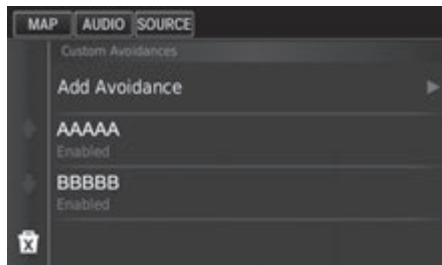 MAP AUDIO SOURCE
Custom Avoidances
Add Avoidance
AAAAA
Enabled
BBBBB
Enabled